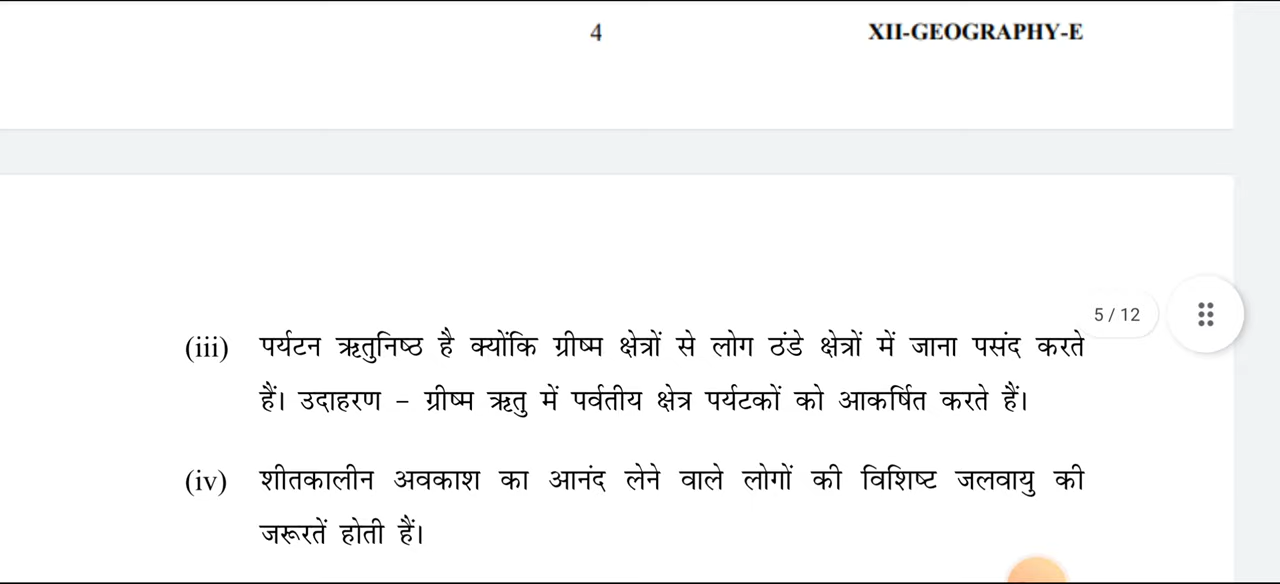 4 XII-GEOGRAPHY-E
5 / 12
(iii) पर्यटन ऋतुनिष्ठ है क्योंकि ग्रीष्म क्षेत्रों से लोग ठंडे क्षेत्रों में जाना पसंद करते
हैं। उदाहरण – ग्रीष्म ऋतु में पर्वतीय क्षेत्र पर्यटकों को आकर्षित करते हैं।
(iv) शीतकालीन अवकाश का आनंद लेने वाले लोगों की विशिष्ट जलवायु की
जरूरतें होती हैं।